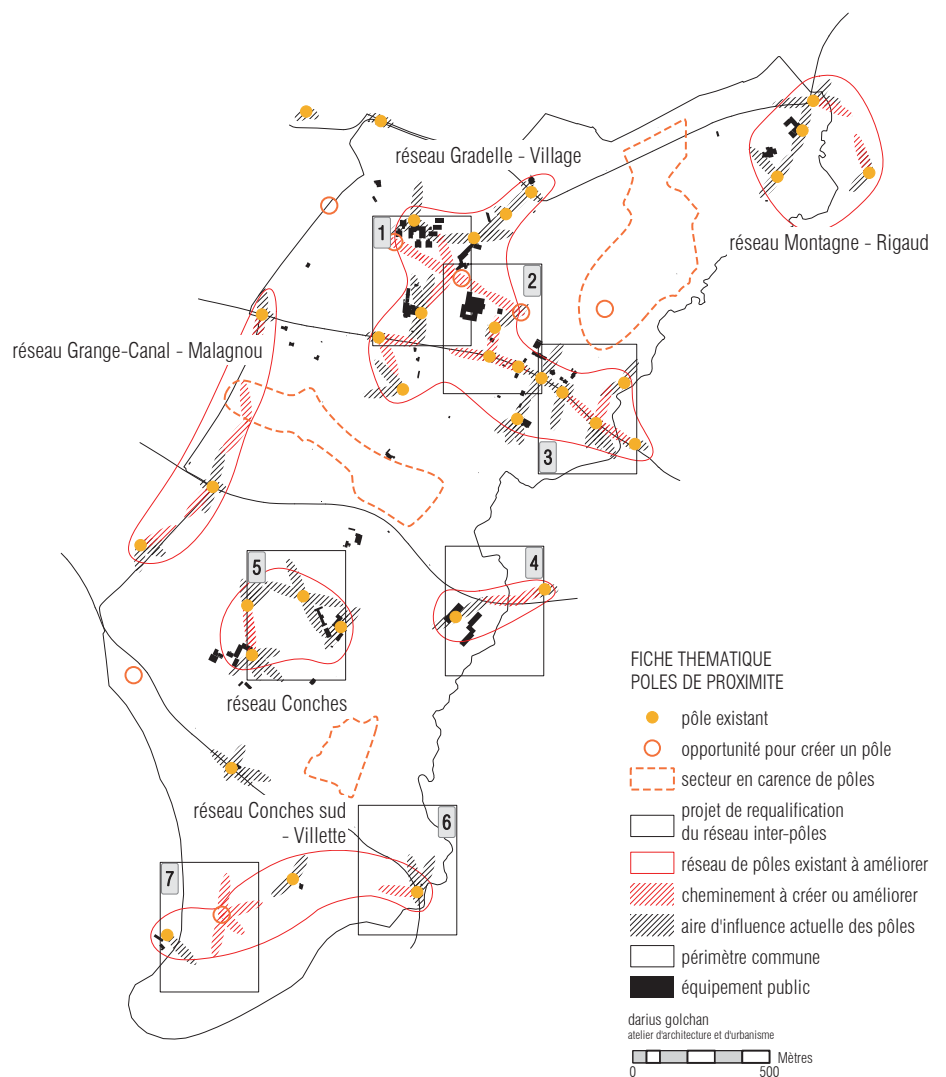 réseau Gradelle - Village
réseau Montagne - Rigaud
1
2
réseau Grange-Canal - Malagnou
3
5
4
réseau Conches
réseau Conches sud
- Villette
6
7
FICHE THEMATIQUE
POLES DE PROXIMITE
pôle existant
opportunité pour créer un pôle
secteur en carence de pôles
projet de requalification
du réseau inter-pôles
réseau de pôles existant à améliorer
cheminement à créer ou améliorer
aire d'influence actuelle des pôles
périmètre commune
équipement public
darius golchan
atelier d'architecture et d'urbanisme
Mètres
0 500